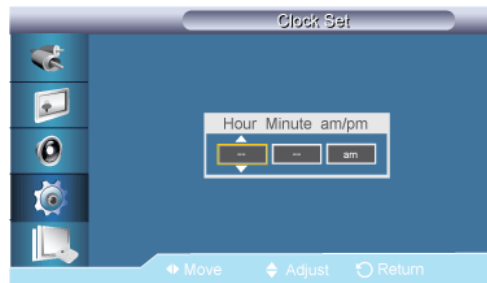 Clock Set
Hour Minute am/pm
-- -- am
Move Adjust Return